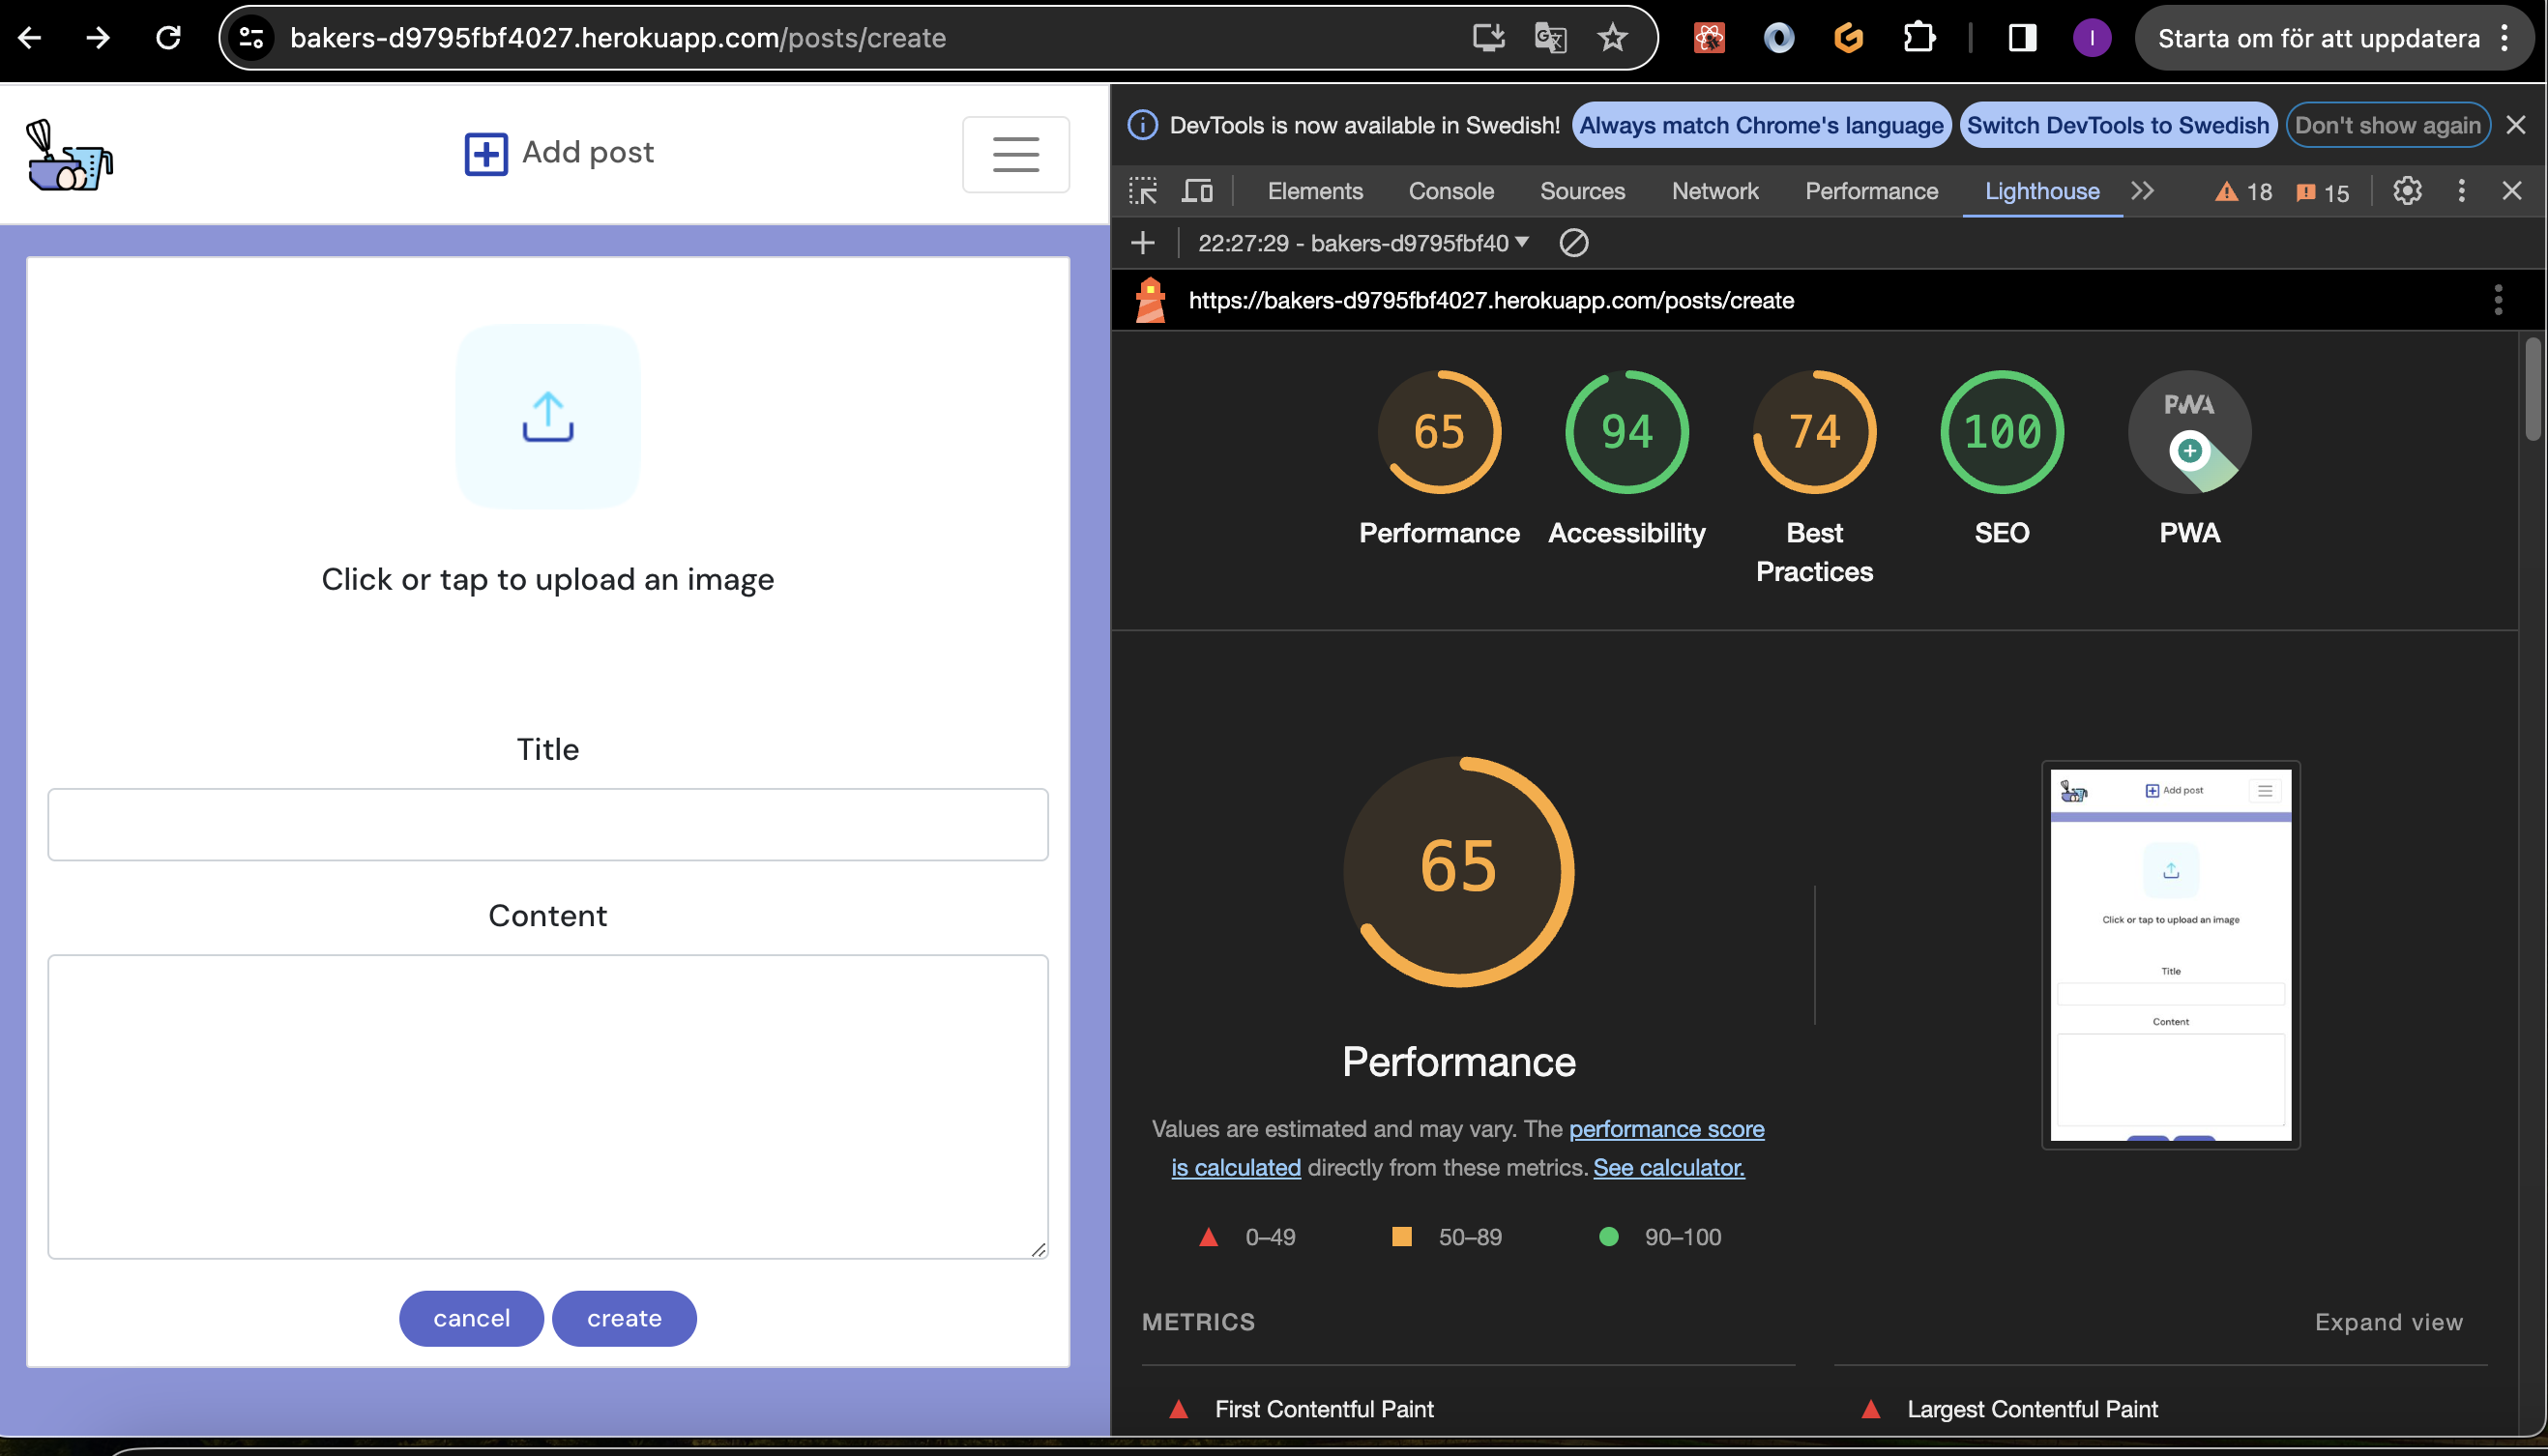 bakers-d9795fbf4027.herokuapp.com/posts/create
Starta om för att uppdatera
I
Add post
Click or tap to upload an image
Title
Content
cancel
create
DevTools is now available in Swedish!
Always match Chrome's language
Switch DevTools to Swedish
Don't show again
Elements
Console
Sources
Network
Performance
Lighthouse
18
15
22:27:29 - bakers-d9795fbf40
https://bakers-d9795fbf4027.herokuapp.com/posts/create
65
94
74
100
PWA
Performance
Accessibility
Best
Practices
SEO
PWA
65
Performance
Values are estimated and may vary. The performance score
is calculated directly from these metrics. See calculator.
0–49
50–89
90–100
Add post
Click or tap to upload an image
Title
Content
METRICS
Expand view
First Contentful Paint
Largest Contentful Paint